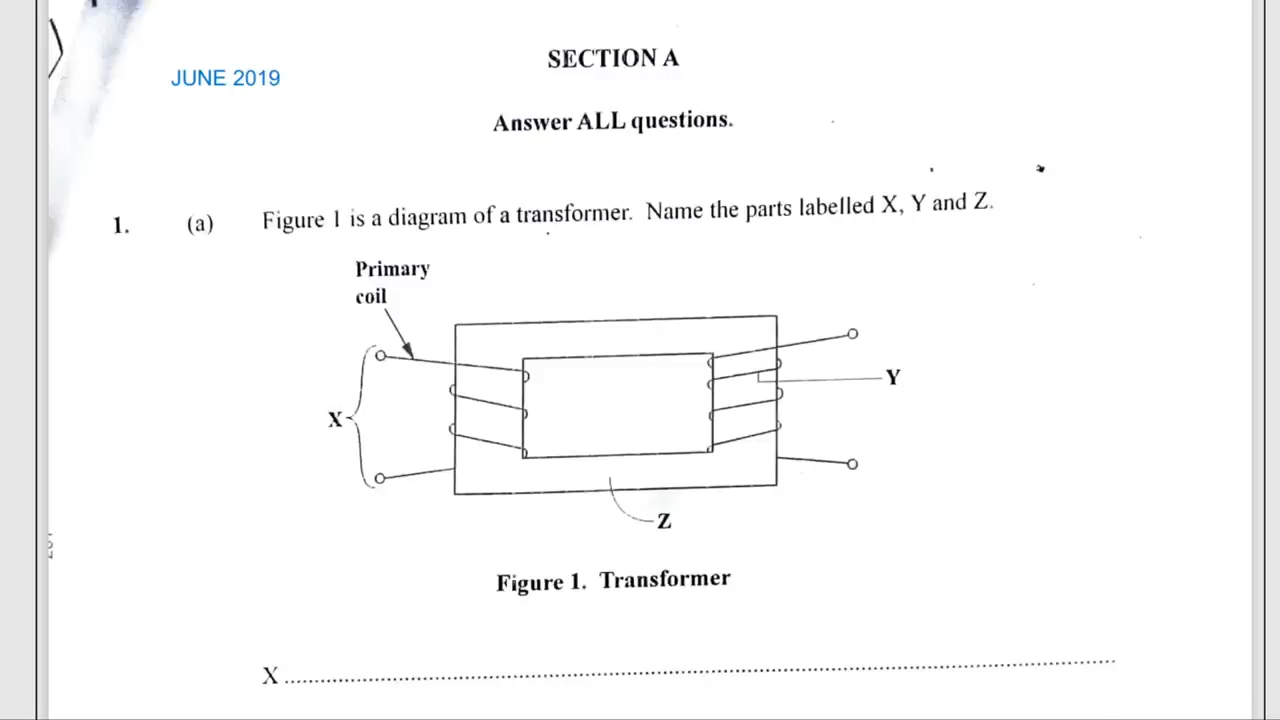 SECTION A
JUNE 2019
Answer ALL questions.
1. (a) Figure 1 is a diagram of a transformer. Name the parts labelled X, Y and Z.
Primary
coil
Y
X
Z
Figure 1. Transformer
X